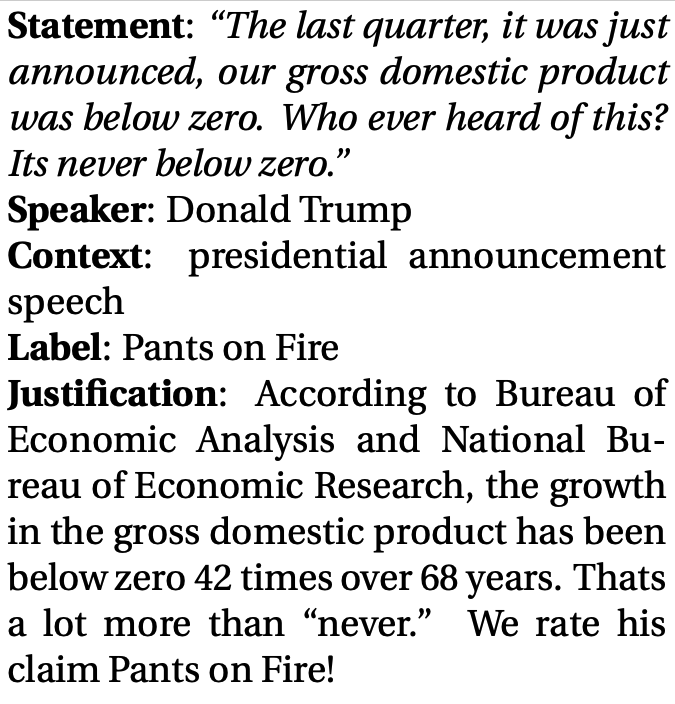 Statement: “The last quarter, it was just
announced, our gross domestic product
was below zero. Who ever heard of this?
Its never below zero.”
Speaker: Donald Trump
Context: presidential announcement
speech
Label: Pants on Fire
Justification: According to Bureau of
Economic Analysis and National Bu-
reau of Economic Research, the growth
in the gross domestic product has been
below zero 42 times over 68 years. Thats
a lot more than “never.” We rate his
claim Pants on Fire!